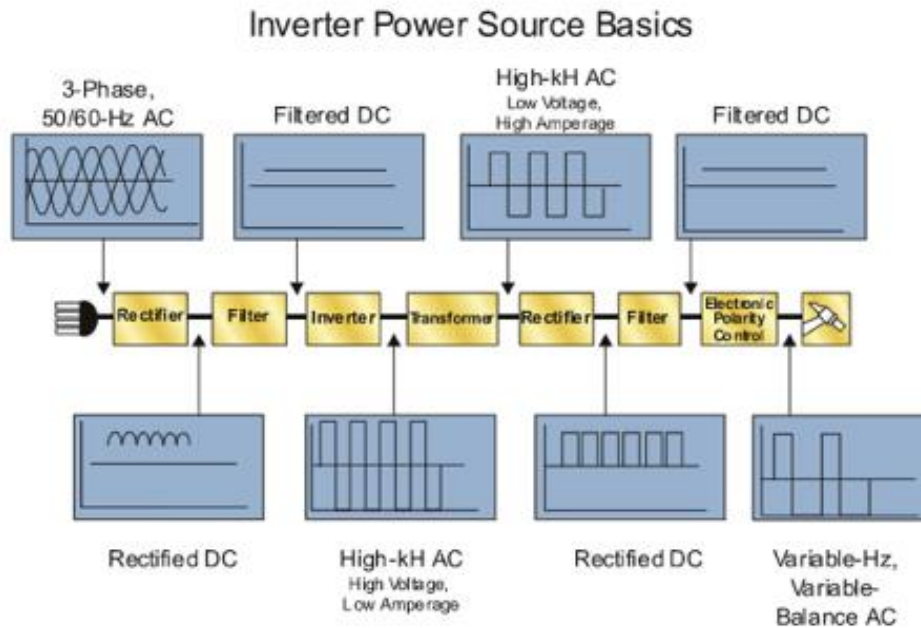 Inverter Power Source Basics
3-Phase,
50/60-Hz AC
Filtered DC
High-kH AC
Low Voltage,
High Amperage
Filtered DC
Rectifier
Filter
Inverter
Transformer
Rectifier
Filter
Electronic
Polarity
Control
Rectified DC
High-kH AC
High Voltage,
Low Amperage
Rectified DC
Variable-Hz,
Variable-
Balance AC